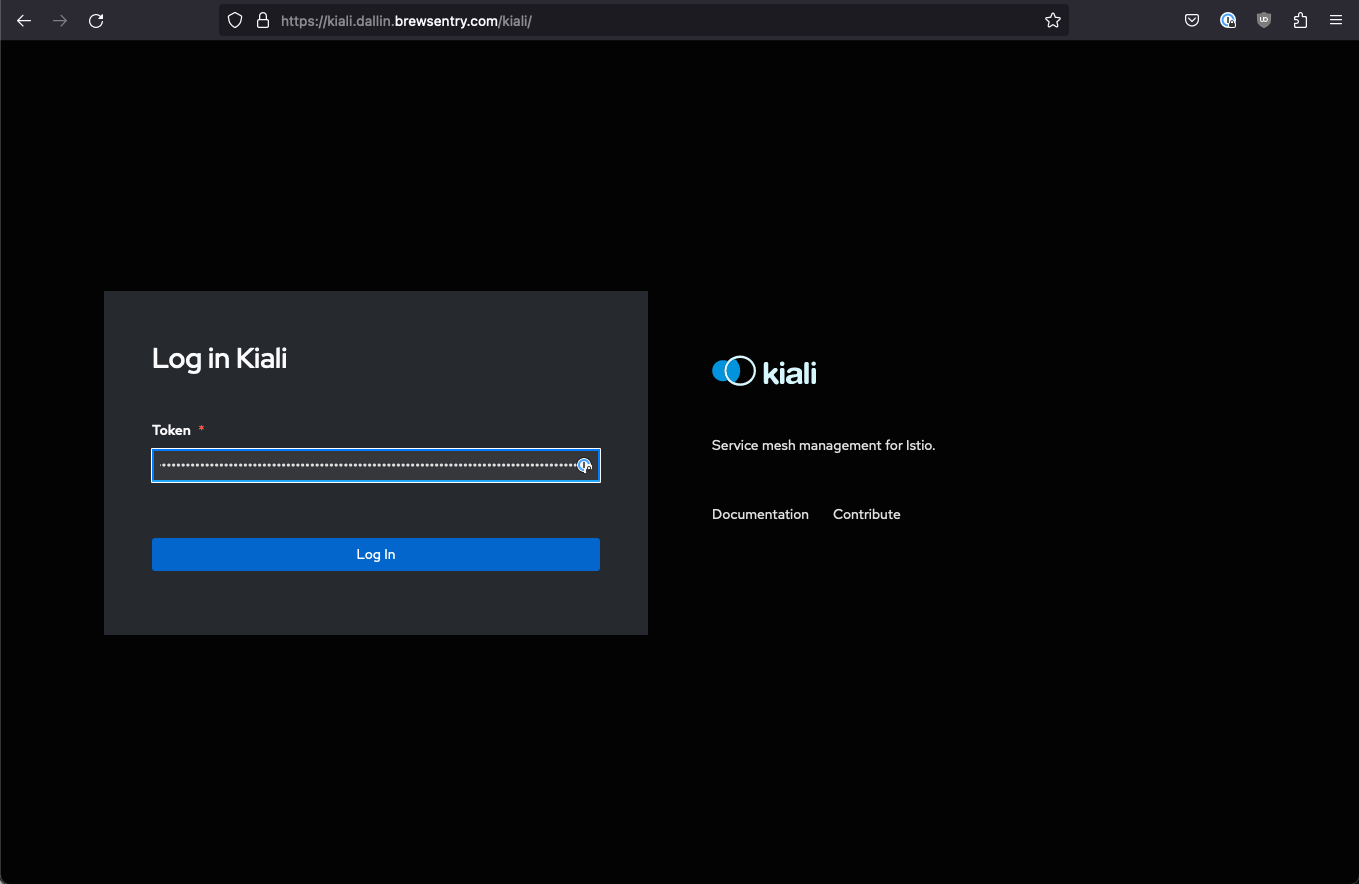 https://kiali.dallin.brewsentry.com/kiali/
Log in Kiali
Token *
Log In
kiali
Service mesh management for Istio.
Documentation Contribute